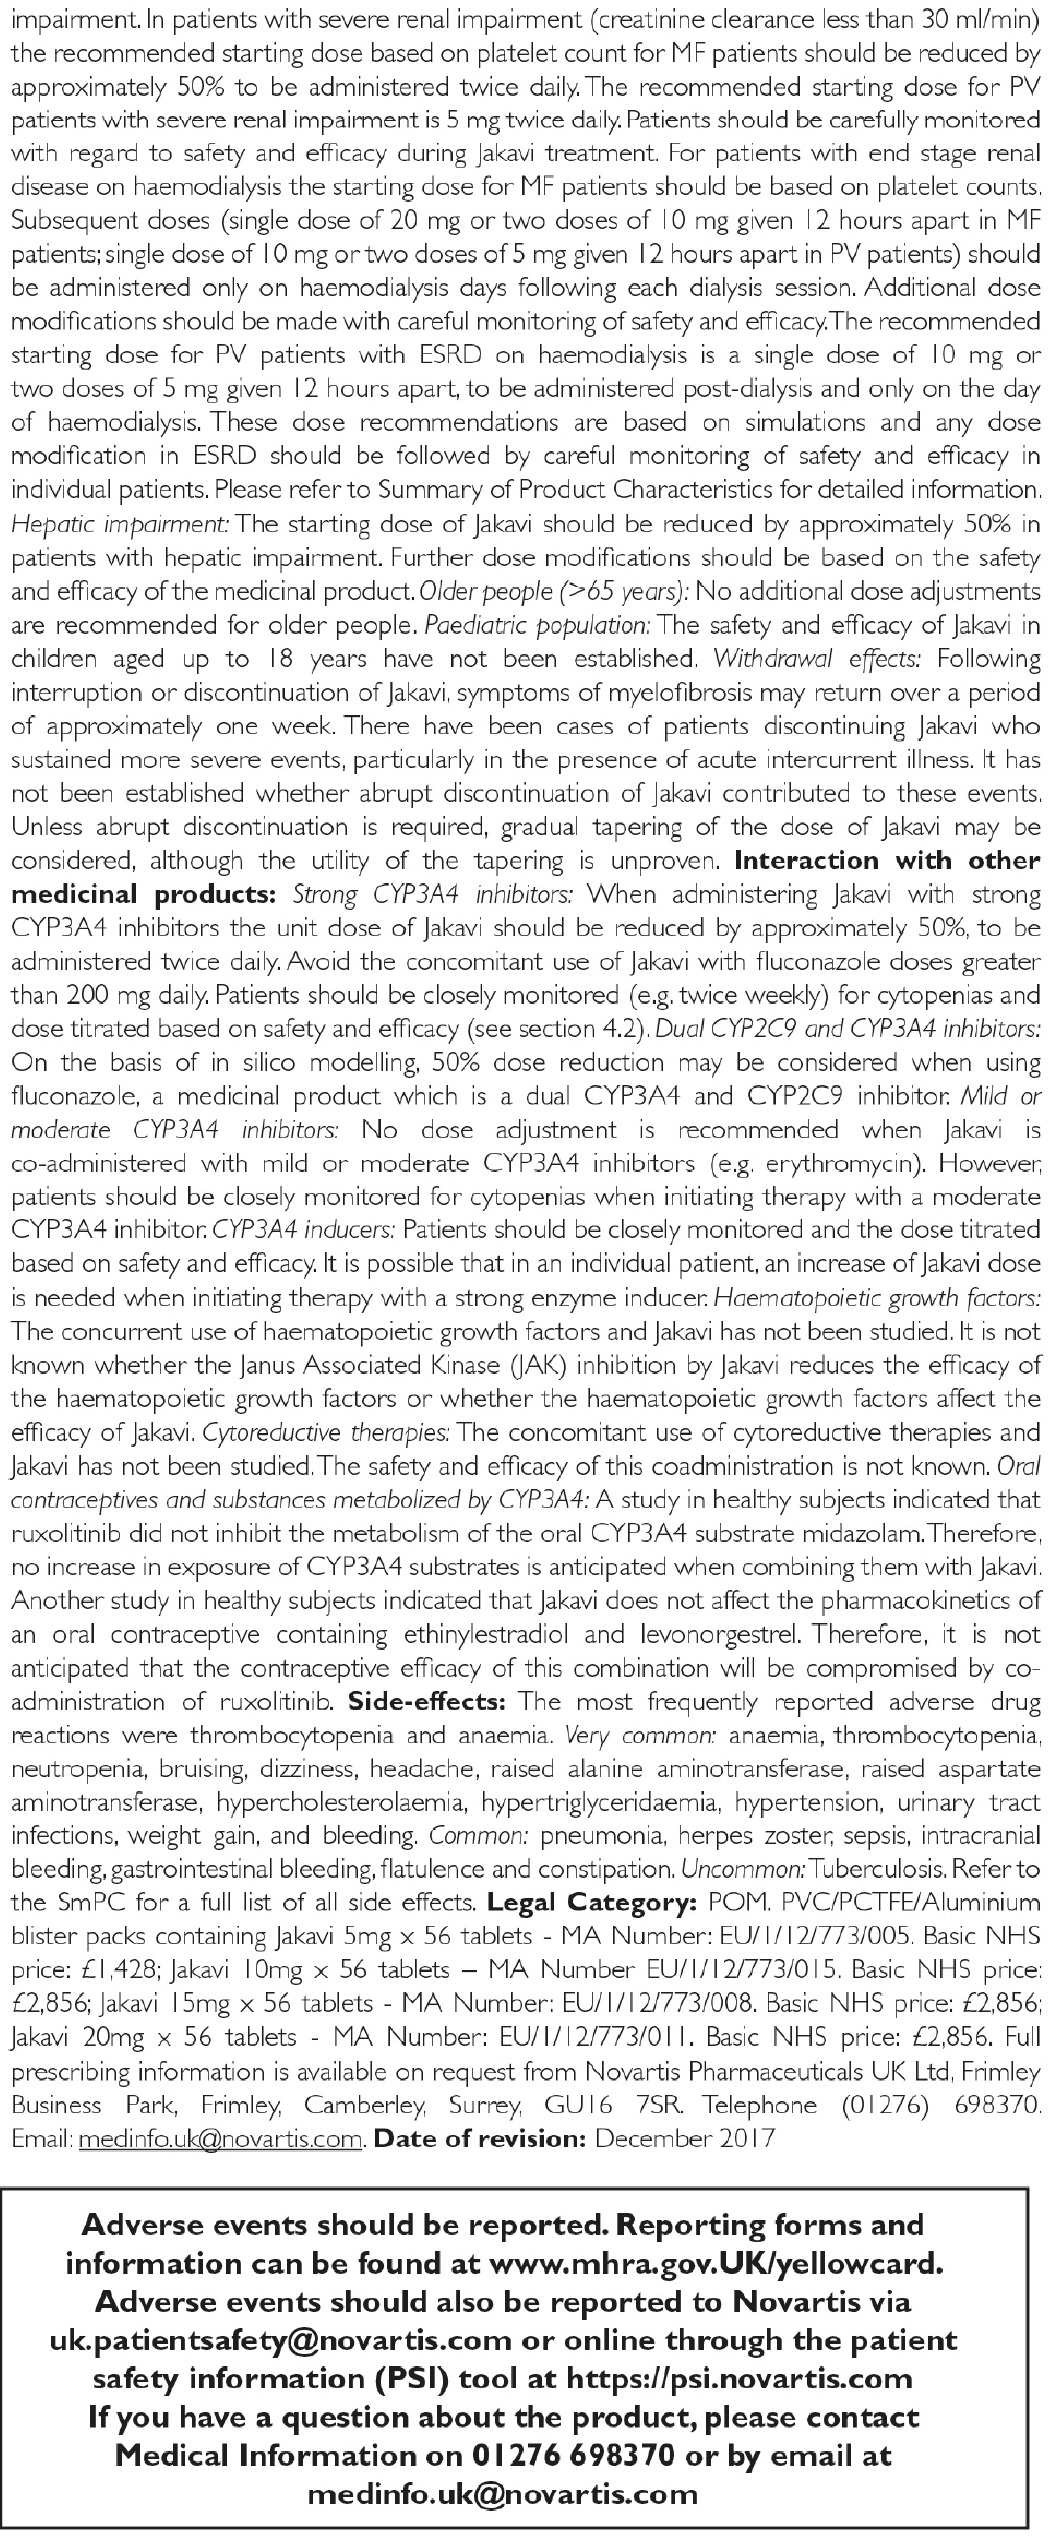 impairment. In patients with severe renal impairment (creatinine clearance less than 30 ml/min)
the recommended starting dose based on platelet count for MF patients should be reduced by
approximately 50% to be administered twice daily. The recommended starting dose for PV
patients with severe renal impairment is 5 mg twice daily. Patients should be carefully monitored
with regard to safety and efficacy during Jakavi treatment. For patients with end stage renal
disease on haemodialysis the starting dose for MF patients should be based on platelet counts.
Subsequent doses (single dose of 20 mg or two doses of 10 mg given 12 hours apart in MF
patients; single dose of 10 mg or two doses of 5 mg given 12 hours apart in PV patients) should
be administered only on haemodialysis days following each dialysis session. Additional dose
modifications should be made with careful monitoring of safety and efficacy. The recommended
starting dose for PV patients with ESRD on haemodialysis is a single dose of 10 mg or
two doses of 5 mg given 12 hours apart, to be administered post-dialysis and only on the day
of haemodialysis. These dose recommendations are based on simulations and any dose
modification in ESRD should be followed by careful monitoring of safety and efficacy in
individual patients. Please refer to Summary of Product Characteristics for detailed information.
Hepatic impairment: The starting dose of Jakavi should be reduced by approximately 50% in
patients with hepatic impairment. Further dose modifications should be based on the safety
and efficacy of the medicinal product. Older people (>65 years): No additional dose adjustments
are recommended for older people. Paediatric population: The safety and efficacy of Jakavi in
children aged up to 18 years have not been established. Withdrawal effects: Following
interruption or discontinuation of Jakavi, symptoms of myelofibrosis may return over a period
of approximately one week. There have been cases of patients discontinuing Jakavi who
sustained more severe events, particularly in the presence of acute intercurrent illness. It has
not been established whether abrupt discontinuation of Jakavi contributed to these events.
Unless abrupt discontinuation is required, gradual tapering of the dose of Jakavi may be
considered, although the utility of the tapering is unproven. Interaction with other
medicinal products: Strong CYP3A4 inhibitors: When administering Jakavi with strong
CYP3A4 inhibitors the unit dose of Jakavi should be reduced by approximately 50%, to be
administered twice daily. Avoid the concomitant use of Jakavi with fluconazole doses greater
than 200 mg daily. Patients should be closely monitored (e.g. twice weekly) for cytopenias and
dose titrated based on safety and efficacy (see section 4.2). Dual CYP2C9 and CYP3A4 inhibitors:
On the basis of in silico modelling, 50% dose reduction may be considered when using
fluconazole, a medicinal product which is a dual CYP3A4 and CYP2C9 inhibitor. Mild or
moderate CYP3A4 inhibitors: No dose adjustment is recommended when Jakavi is
co-administered with mild or moderate CYP3A4 inhibitors (e.g. erythromycin). However,
patients should be closely monitored for cytopenias when initiating therapy with a moderate
CYP3A4 inhibitor. CYP3A4 inducers: Patients should be closely monitored and the dose titrated
based on safety and efficacy. It is possible that in an individual patient, an increase of Jakavi dose
is needed when initiating therapy with a strong enzyme inducer. Haematopoietic growth factors:
The concurrent use of haematopoietic growth factors and Jakavi has not been studied. It is not
known whether the Janus Associated Kinase (JAK) inhibition by Jakavi reduces the efficacy of
the haematopoietic growth factors or whether the haematopoietic growth factors affect the
efficacy of Jakavi. Cytoreductive therapies: The concomitant use of cytoreductive therapies and
Jakavi has not been studied. The safety and efficacy of this coadministration is not known. Oral
contraceptives and substances metabolized by CYP3A4: A study in healthy subjects indicated that
ruxolitinib did not inhibit the metabolism of the oral CYP3A4 substrate midazolam. Therefore,
no increase in exposure of CYP3A4 substrates is anticipated when combining them with Jakavi.
Another study in healthy subjects indicated that Jakavi does not affect the pharmacokinetics of
an oral contraceptive containing ethinylestradiol and levonorgestrel. Therefore, it is not
anticipated that the contraceptive efficacy of this combination will be compromised by co-
administration of ruxolitinib. Side-effects: The most frequently reported adverse drug
reactions were thrombocytopenia and anaemia. Very common: anaemia, thrombocytopenia,
neutropenia, bruising, dizziness, headache, raised alanine aminotransferase, raised aspartate
aminotransferase, hypercholesterolaemia, hypertriglyceridaemia, hypertension, urinary tract
infections, weight gain, and bleeding. Common: pneumonia, herpes zoster, sepsis, intracranial
bleeding, gastrointestinal bleeding, flatulence and constipation. Uncommon: Tuberculosis. Refer to
the SmPC for a full list of all side effects. Legal Category: POM. PVC/PCTFE/Aluminium
blister packs containing Jakavi 5mg x 56 tablets - MA Number: EU/1/12/773/005. Basic NHS
price: £1,428; Jakavi 10mg x 56 tablets – MA Number EU/1/12/773/015. Basic NHS price:
£2,856; Jakavi 15mg x 56 tablets - MA Number: EU/1/12/773/008. Basic NHS price: £2,856;
Jakavi 20mg x 56 tablets - MA Number: EU/1/12/773/011. Basic NHS price: £2,856. Full
prescribing information is available on request from Novartis Pharmaceuticals UK Ltd, Frimley
Business Park, Frimley, Camberley, Surrey, GU16 7SR. Telephone (01276) 698370.
Email: medinfo.uk@novartis.com. Date of revision: December 2017
Adverse events should be reported. Reporting forms and
information can be found at www.mhra.gov.UK/yellowcard.
Adverse events should also be reported to Novartis via
uk.patientsafety@novartis.com or online through the patient
safety information (PSI) tool at https://psi.novartis.com
If you have a question about the product, please contact
Medical Information on 01276 698370 or by email at
medinfo.uk@novartis.com